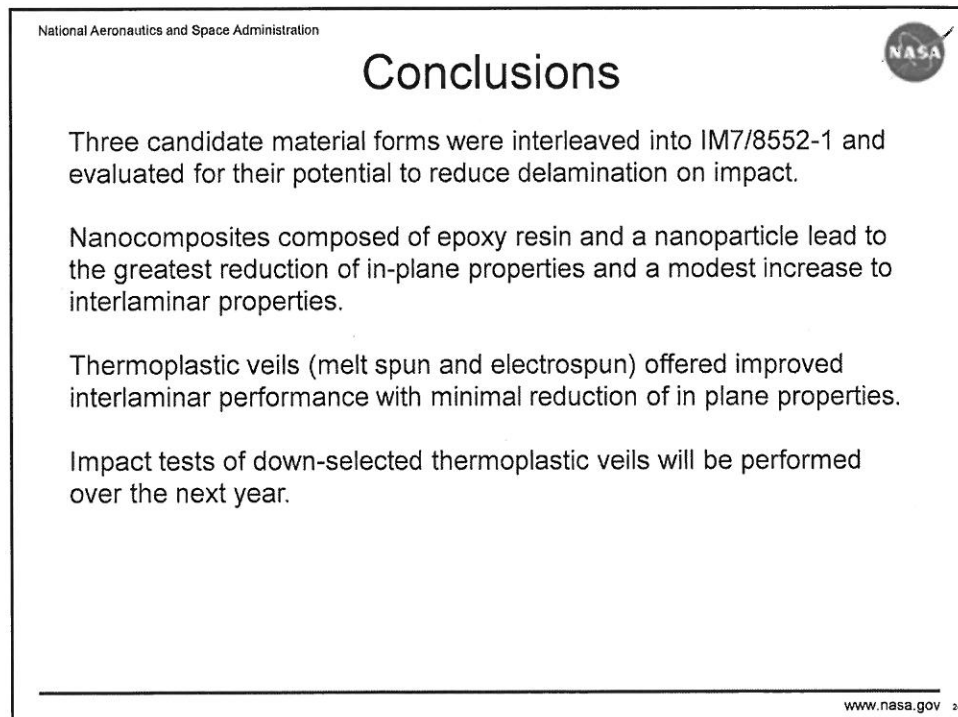 National Aeronautics and Space Administration
NASA
Conclusions
Three candidate material forms were interleaved into IM7/8552-1 and
evaluated for their potential to reduce delamination on impact.
Nanocomposites composed of epoxy resin and a nanoparticle lead to
the greatest reduction of in-plane properties and a modest increase to
interlaminar properties.
Thermoplastic veils (melt spun and electrospun) offered improved
interlaminar performance with minimal reduction of in plane properties.
Impact tests of down-selected thermoplastic veils will be performed
over the next year.
www.nasa.gov